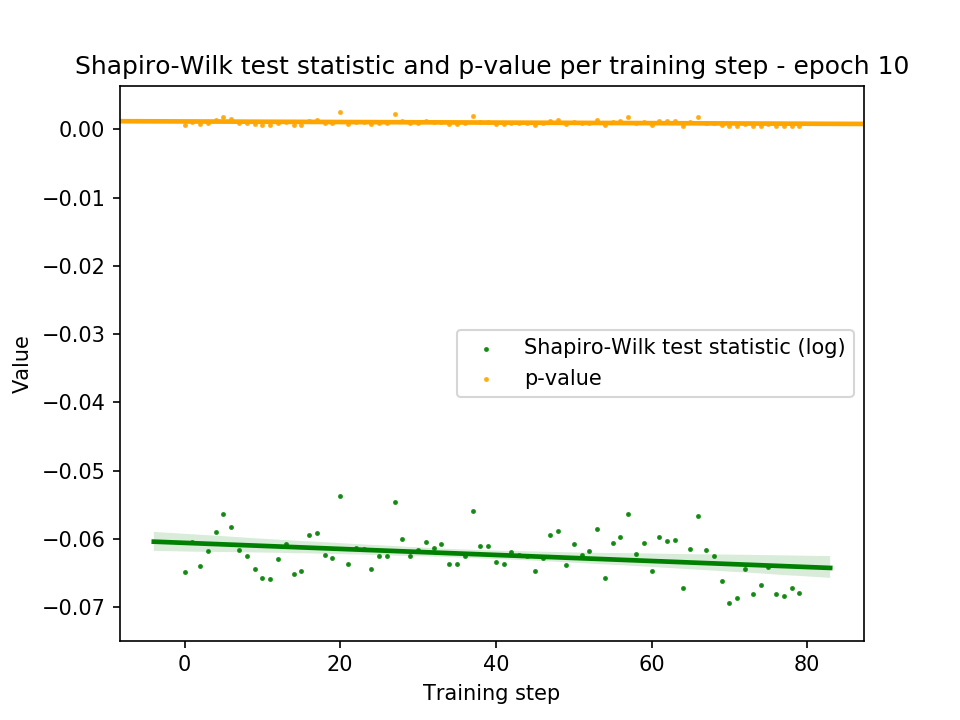 Shapiro-Wilk test statistic and p-value per training step - epoch 10
0.00
−0.01
−0.02
−0.03
−0.04
−0.05
−0.06
−0.07
Value
Shapiro-Wilk test statistic (log)
p-value
0 20 40 60 80
Training step